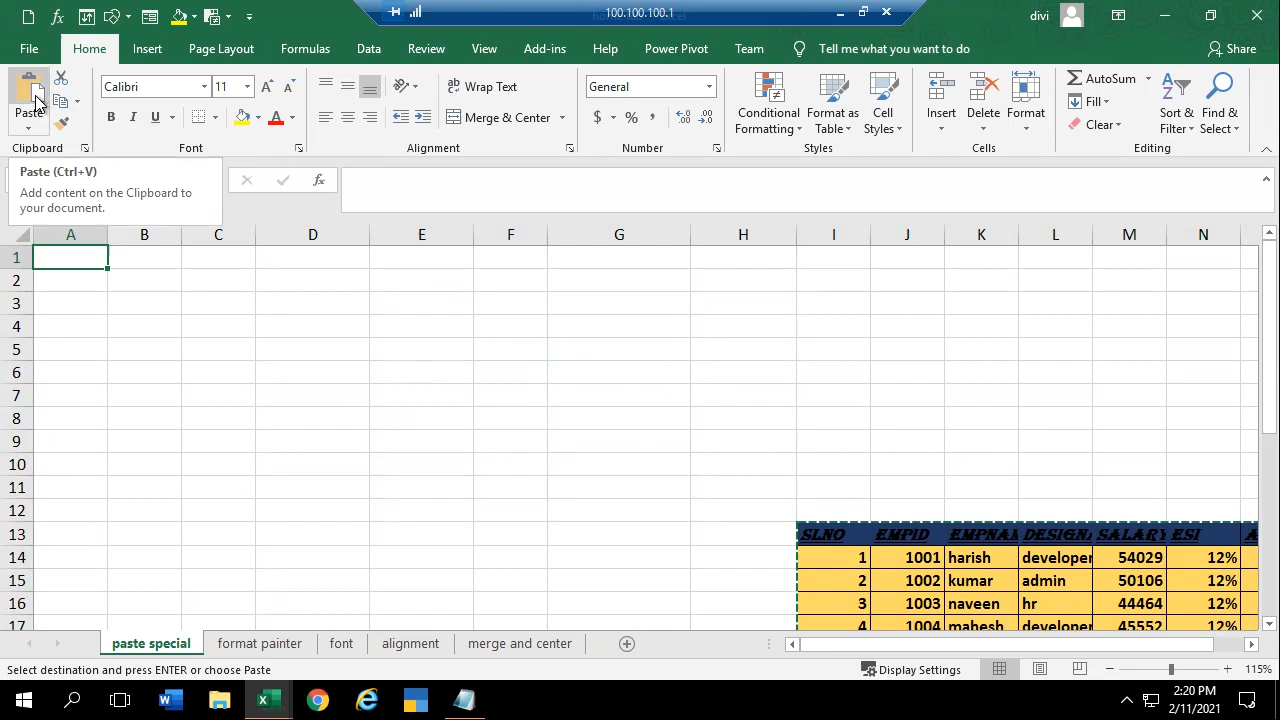 100.100.100.1
divi
File Home Insert Page Layout Formulas Data Review View Add-ins Help Power Pivot Team Tell me what you want to do Share
Calibri 11 Wrap Text General AutoSum
Paste Merge & Center $ % , Conditional Formatting Format as Table Cell Styles Insert Delete Format Fill Clear Sort & Filter Find & Select
B I U A
Clipboard Font Alignment Number Styles Cells Editing
Paste (Ctrl+V)
Add content on the Clipboard to
your document.
fx
A B C D E F G H I J K L M N
1
2
3
4
5
6
7
8
9
10
11
12
13 SLNO EMPID EMPNAM DESIGNA SALARY ESI A
14 1 1001 harish developer 54029 12%
15 2 1002 kumar admin 50106 12%
16 3 1003 naveen hr 44464 12%
17 4 1004 mahesh developer 45552 12%
paste special format painter font alignment merge and center
Select destination and press ENTER or choose Paste Display Settings 115%
2:20 PM
2/11/2021